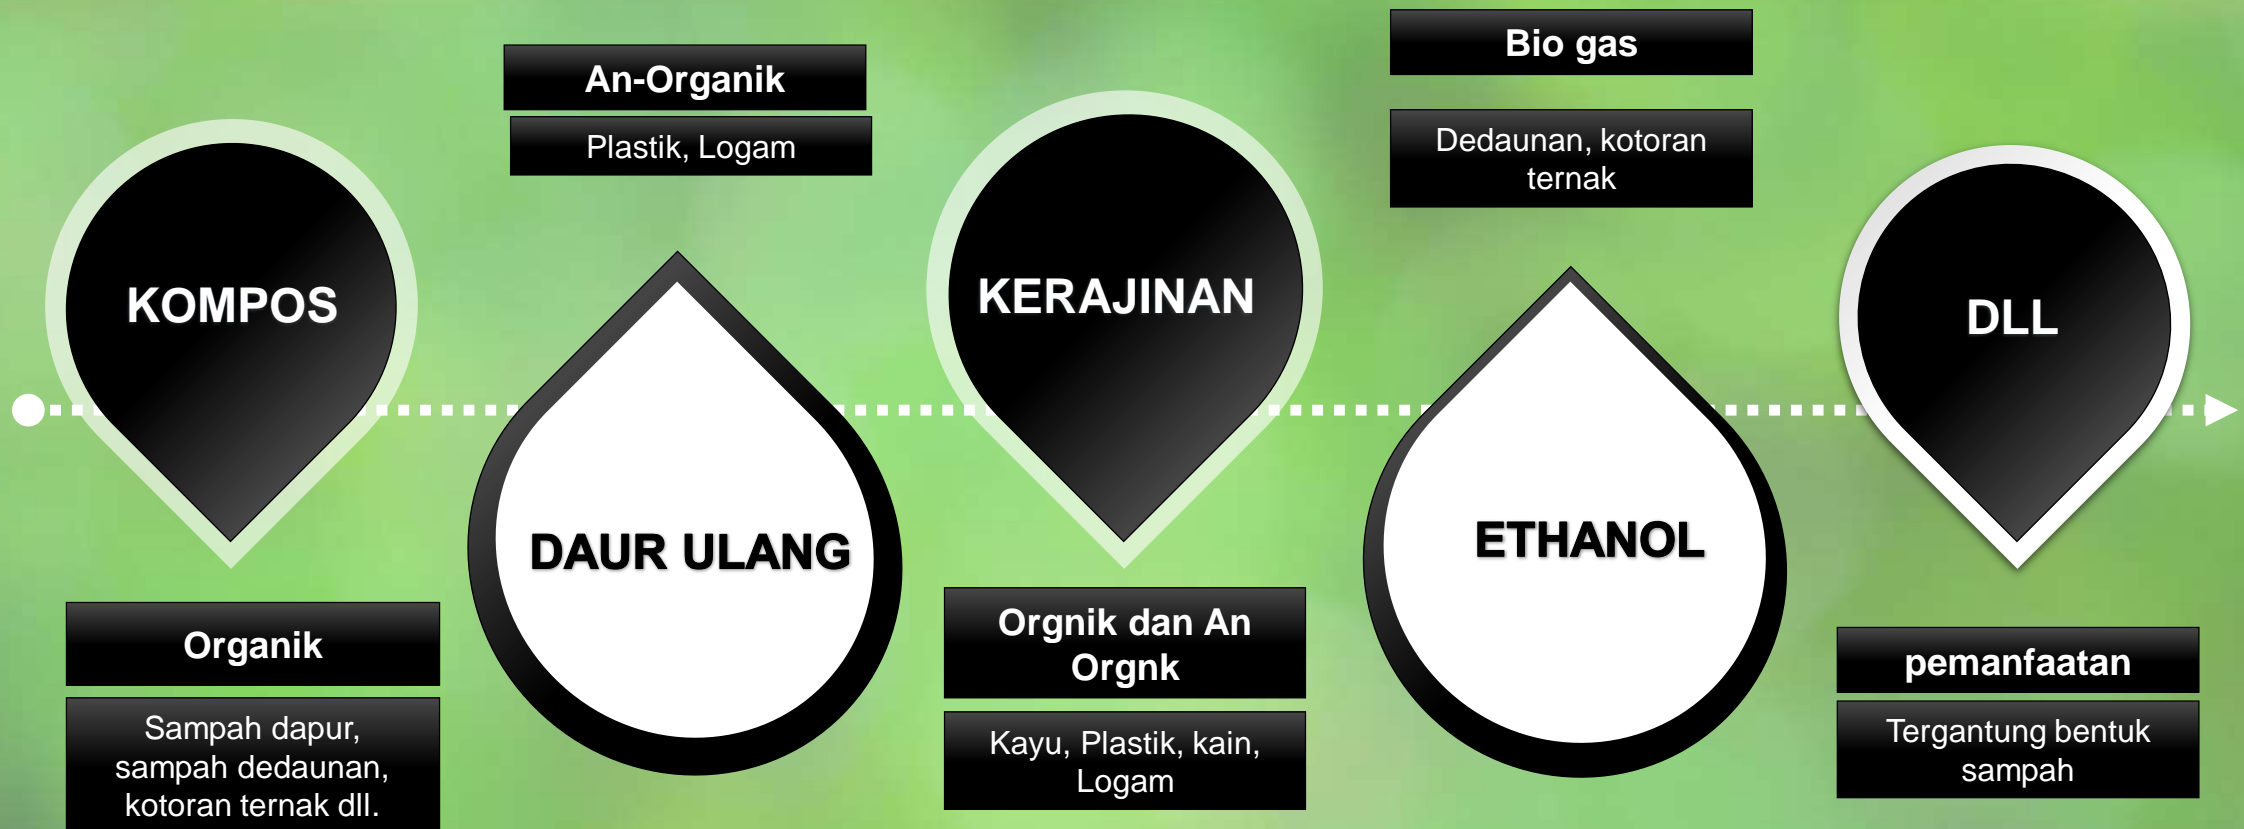 KOMPOS
Organik
Sampah dapur,
sampah dedaunan,
kotoran ternak dll.
An-Organik
Plastik, Logam
DAUR ULANG
KERAJINAN
Orgnik dan An
Orgnk
Kayu, Plastik, kain,
Logam
Bio gas
Dedaunan, kotoran
ternak
ETHANOL
DLL
pemanfaatan
Tergantung bentuk
sampah